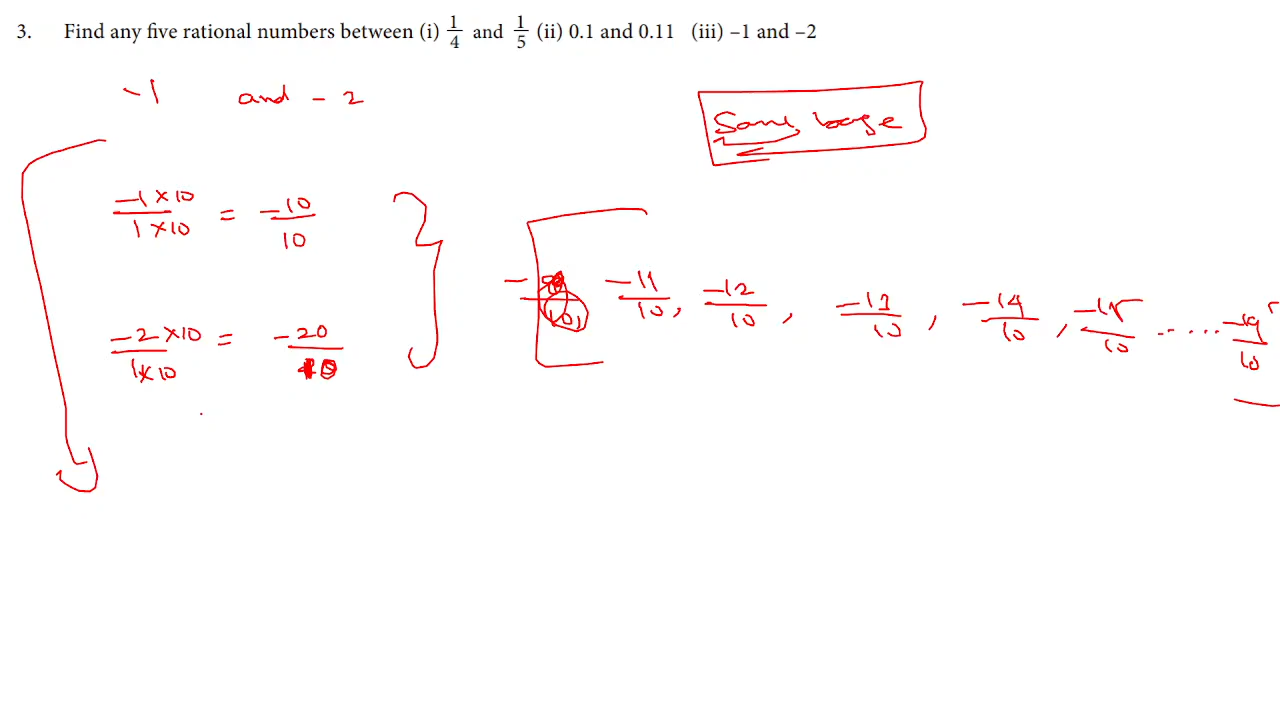 3. Find any five rational numbers between (i) 1/4 and 1/5 (ii) 0.1 and 0.11 (iii) –1 and –2
-1 and - 2
Same base
-1 × 10 / 1 × 10 = -10 / 10
-11/10, -12/10, -13/10, -14/10, -15/10 ...... -19/10
-2 × 10 / 1 × 10 = -20 / 10